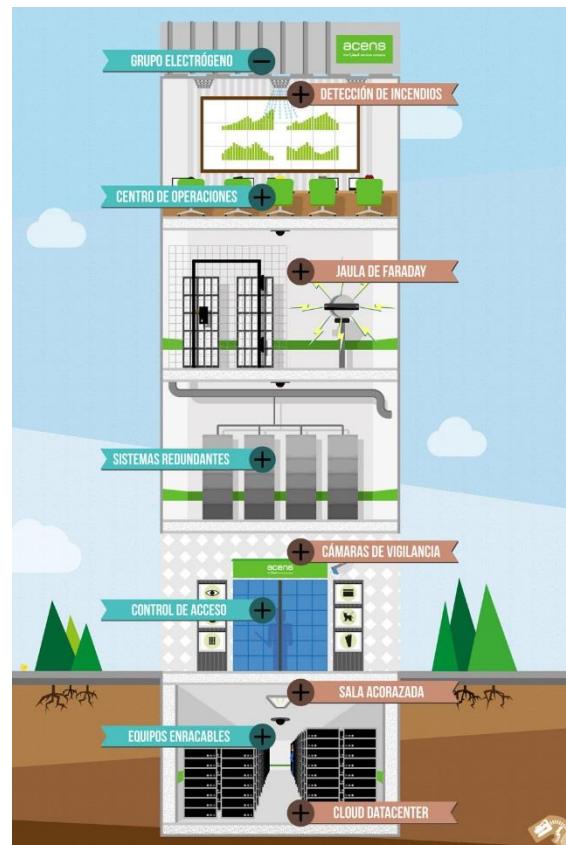 acens
GRUPO ELECTRÓGENO
DETECCIÓN DE INCENDIOS
CENTRO DE OPERACIONES
JAULA DE FARADAY
SISTEMAS REDUNDANTES
CÁMARAS DE VIGILANCIA
acens
CONTROL DE ACCESO
SALA ACORAZADA
EQUIPOS ENRACABLES
CLOUD DATACENTER